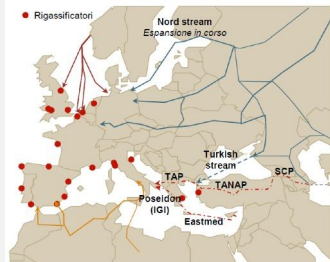 Rigassificatori
Nord stream
Espansione in corso
Turkish
stream
SCP
TAP
TANAP
Poseidon
(IGI)
Eastmed